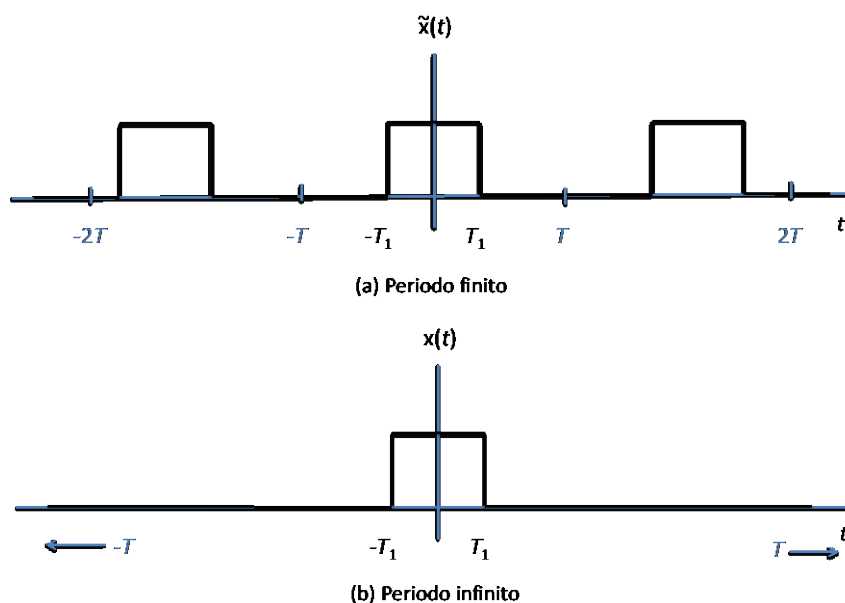 x̃(t)
-2T -T -T₁ T₁ T 2T t
(a) Periodo finito
x(t)
-T -T₁ T₁ T t
(b) Periodo infinito